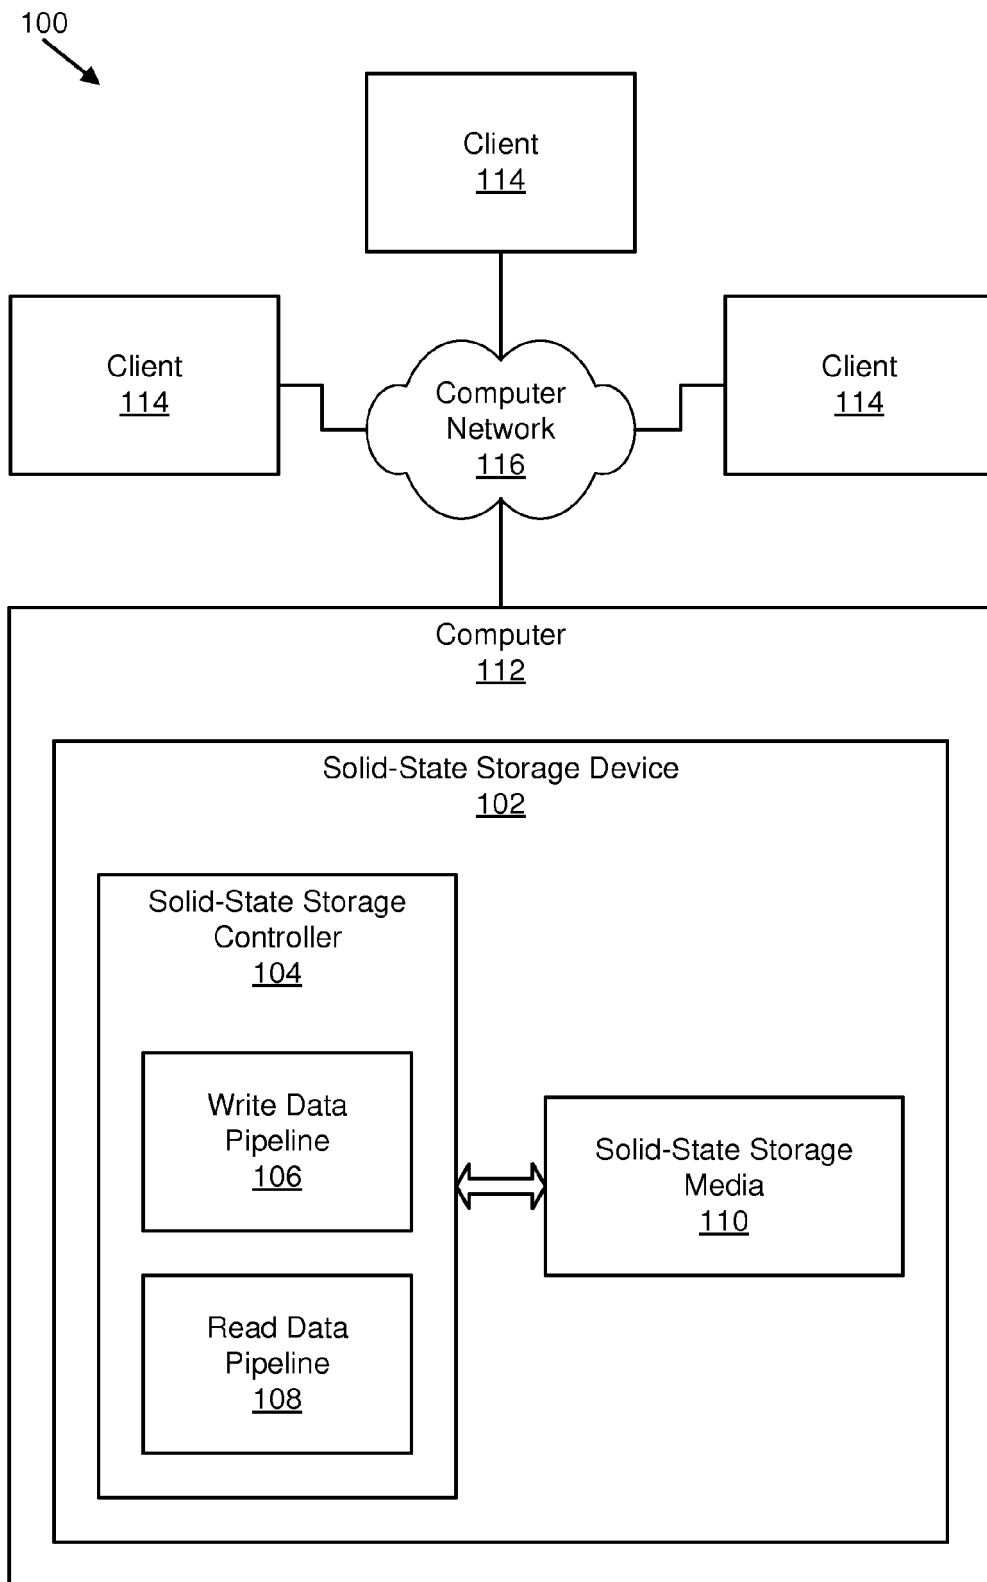 100
Client
114
Client
114
Client
114
Computer
Network
116
Computer
112
Solid-State Storage Device
102
Solid-State Storage
Controller
104
Write Data
Pipeline
106
Solid-State Storage
Media
110
Read Data
Pipeline
108